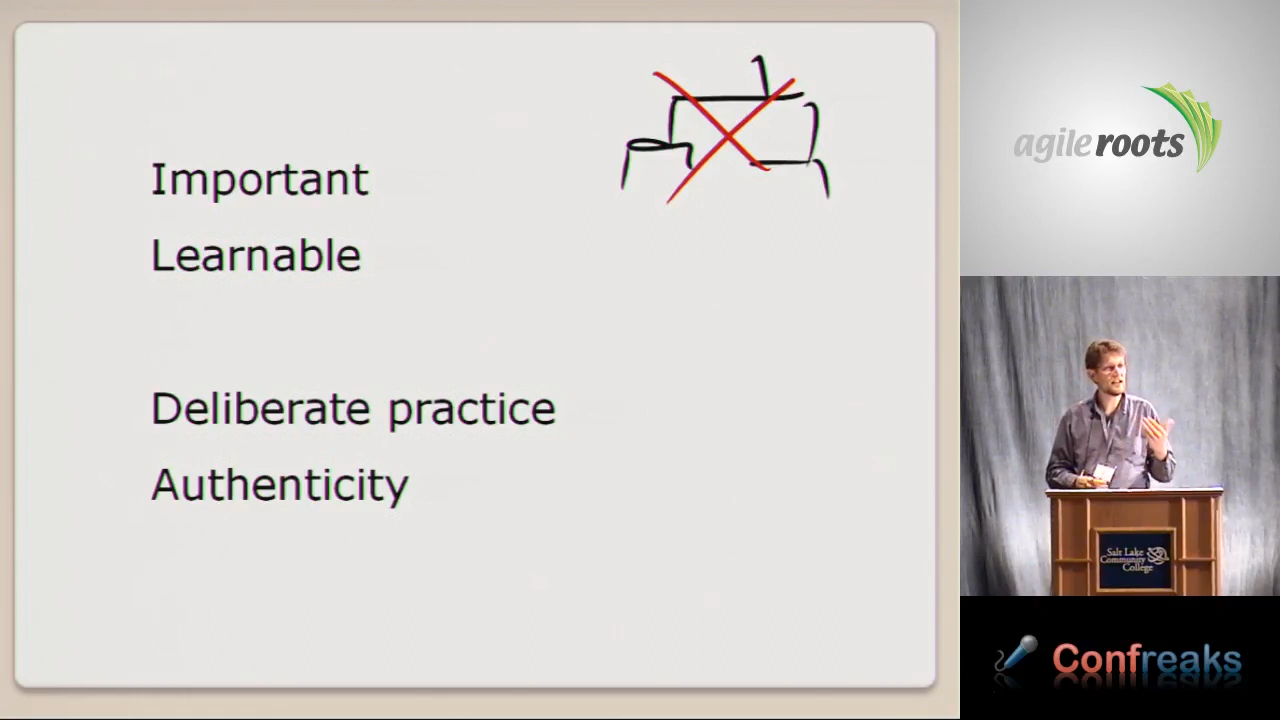 Important
Learnable
Deliberate practice
Authenticity
agile roots
Salt Lake
Community
College
Confreaks